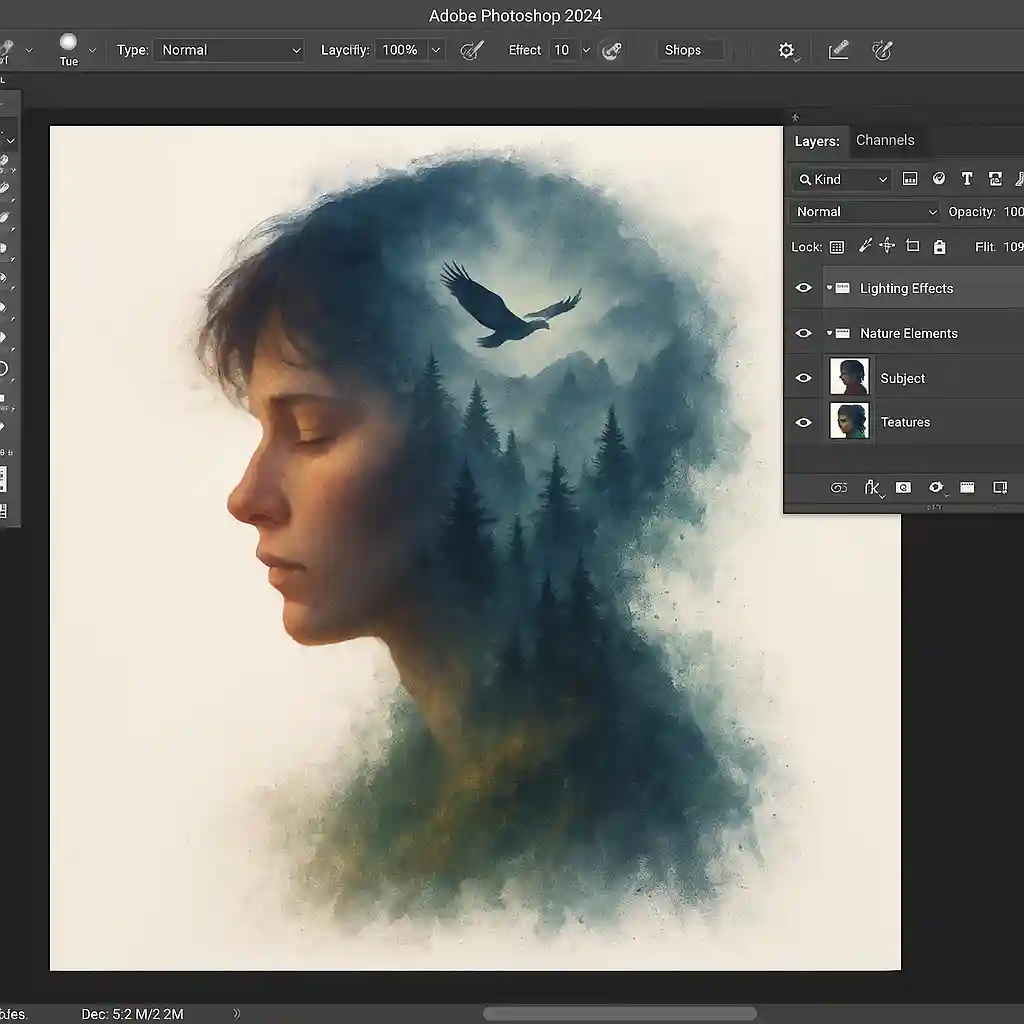 Adobe Photoshop 2024
Tue
Type: Normal
Laycifly: 100%
Effect 10
Shops
Layers: Channels
Kind
Normal Opacity: 100
Lock: Flit. 109
Lighting Effects
Nature Elements
Subject
Teatures
Dec: 5:2 M/2 2M